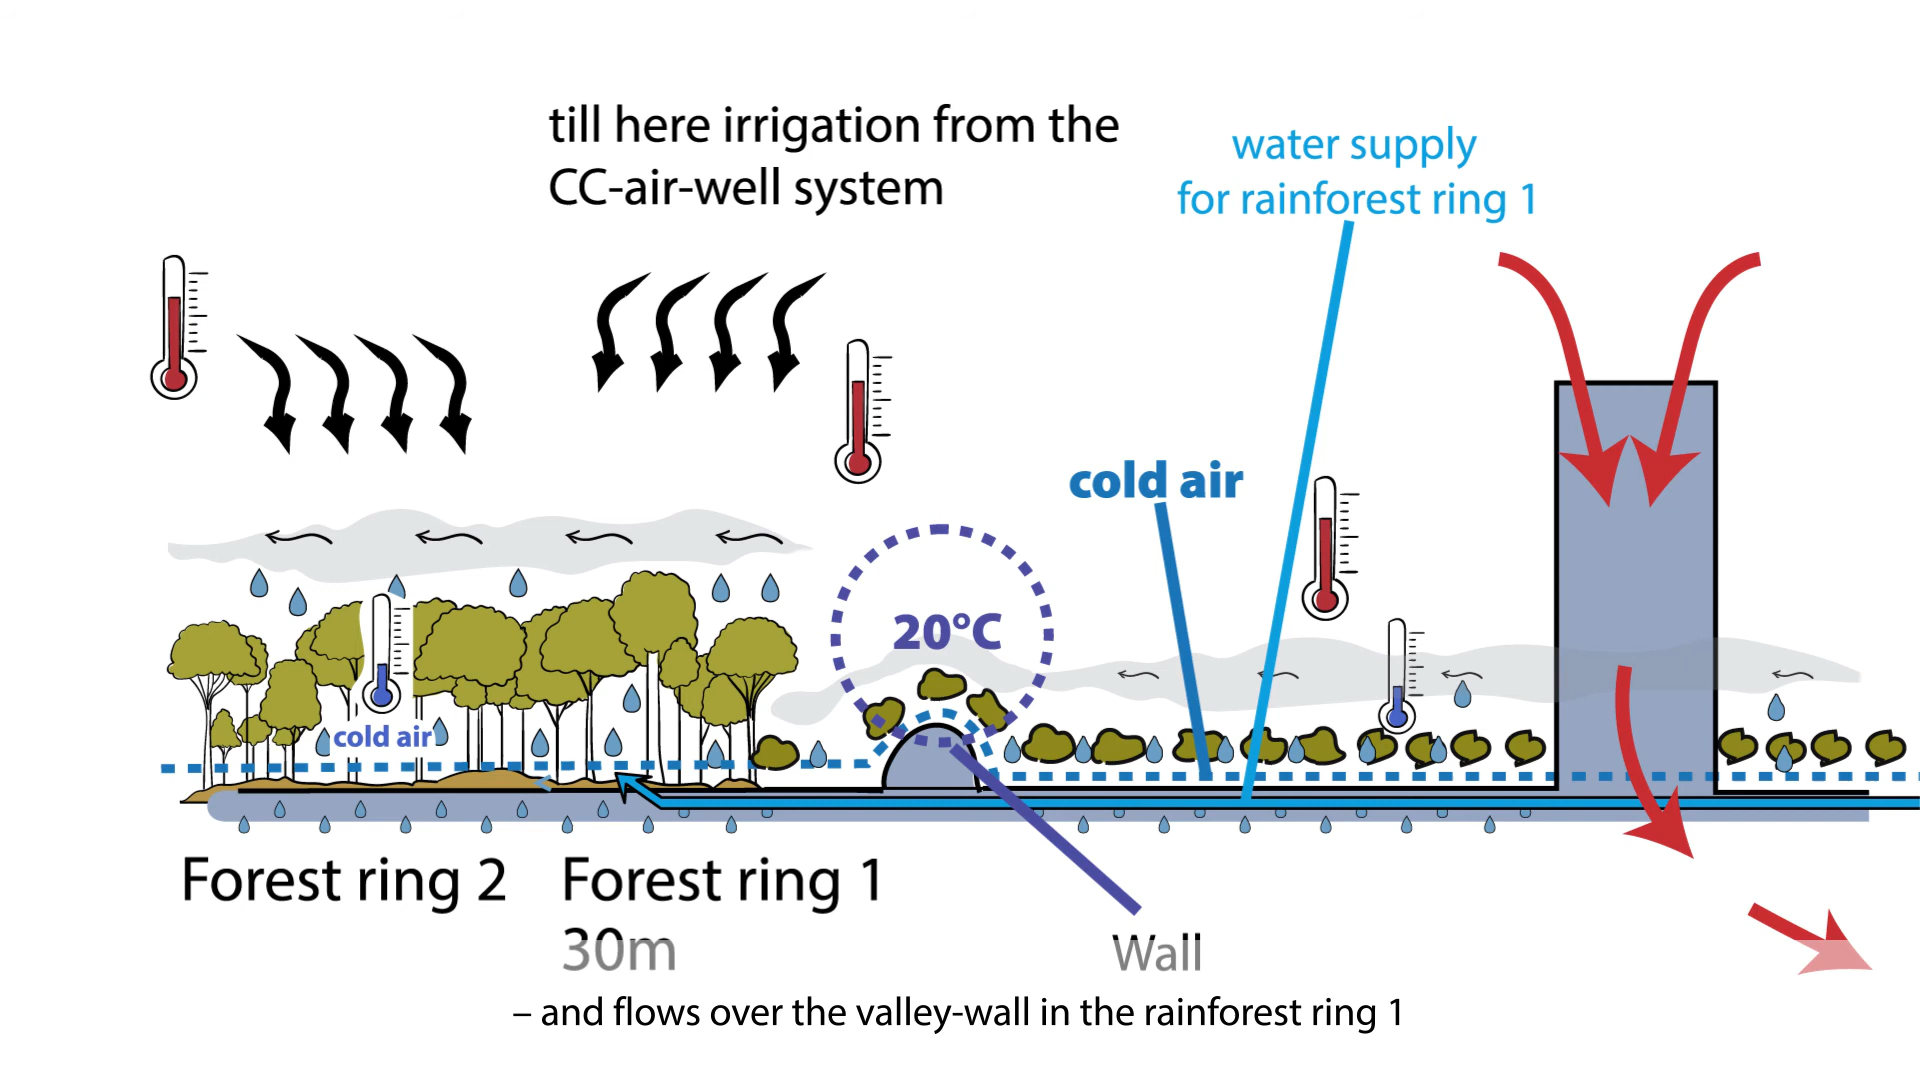 till here irrigation from the
CC-air-well system
water supply
for rainforest ring 1
cold air
20°C
cold air
Forest ring 2
Forest ring 1
30m
Wall
– and flows over the valley-wall in the rainforest ring 1